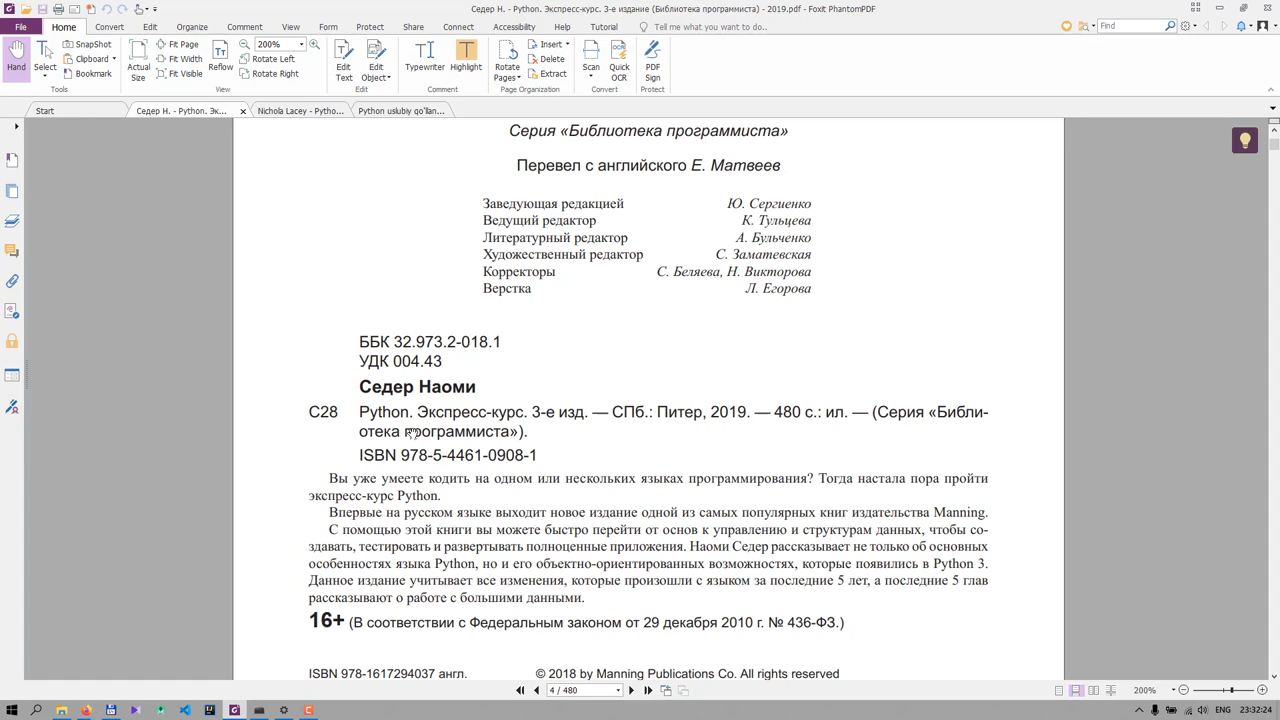 Седер Н. - Python. Экспресс-курс. 3-е издание (Библиотека программиста) - 2019.pdf - Foxit PhantomPDF
File Home Convert Edit Organize Comment View Form Protect Share Connect Accessibility Help Tutorial Tell me what you want to do... Find
Hand Select SnapShot Clipboard Bookmark Actual Size Fit Page Fit Width Fit Visible Reflow 200% Rotate Left Rotate Right Edit Text Edit Object Typewriter Highlight Rotate Pages Insert Delete Extract Scan Quick OCR PDF Sign
Tools View Edit Comment Page Organization Convert Protect
Start Седер Н. - Python. Эк... Nichola Lacey - Pytho... Python uslubiy qo'llan...
Серия «Библиотека программиста»
Перевел с английского Е. Матвеев
Заведующая редакцией Ю. Сергиенко
Ведущий редактор К. Тульцева
Литературный редактор А. Бульченко
Художественный редактор С. Заматевская
Корректоры С. Беляева, Н. Викторова
Верстка Л. Егорова
ББК 32.973.2-018.1
УДК 004.43
Седер Наоми
С28 Python. Экспресс-курс. 3-е изд. — СПб.: Питер, 2019. — 480 с.: ил. — (Серия «Библи-
отека программиста»).
ISBN 978-5-4461-0908-1
Вы уже умеете кодить на одном или нескольких языках программирования? Тогда настала пора пройти
экспресс-курс Python.
Впервые на русском языке выходит новое издание одной из самых популярных книг издательства Manning.
С помощью этой книги вы можете быстро перейти от основ к управлению и структурам данных, чтобы со-
здавать, тестировать и развертывать полноценные приложения. Наоми Седер рассказывает не только об основных
особенностях языка Python, но и его объектно-ориентированных возможностях, которые появились в Python 3.
Данное издание учитывает все изменения, которые произошли с языком за последние 5 лет, а последние 5 глав
рассказывают о работе с большими данными.
16+ (В соответствии с Федеральным законом от 29 декабря 2010 г. № 436-ФЗ.)
ISBN 978-1617294037 англ. © 2018 by Manning Publications Co. All rights reserved
4 / 480 200%
ENG 23:32:24